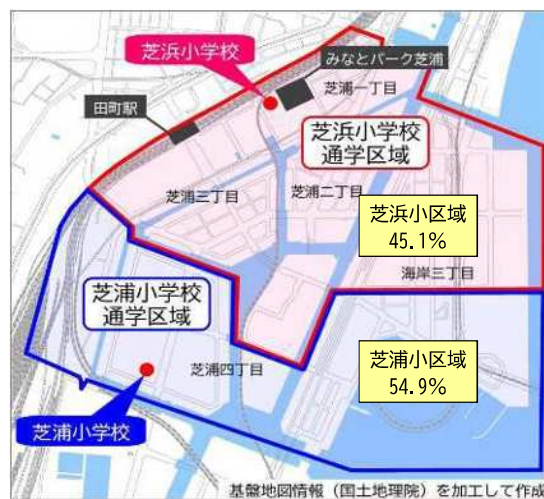 芝浜小学校
みなとパーク芝浦
芝浦一丁目
田町駅
芝浜小学校
通学区域
芝浦三丁目
芝浦二丁目
芝浜小区域
45.1%
海岸三丁目
芝浦小学校
通学区域
芝浦四丁目
芝浦小区域
54.9%
芝浦小学校
基盤地図情報（国土地理院）を加工して作成